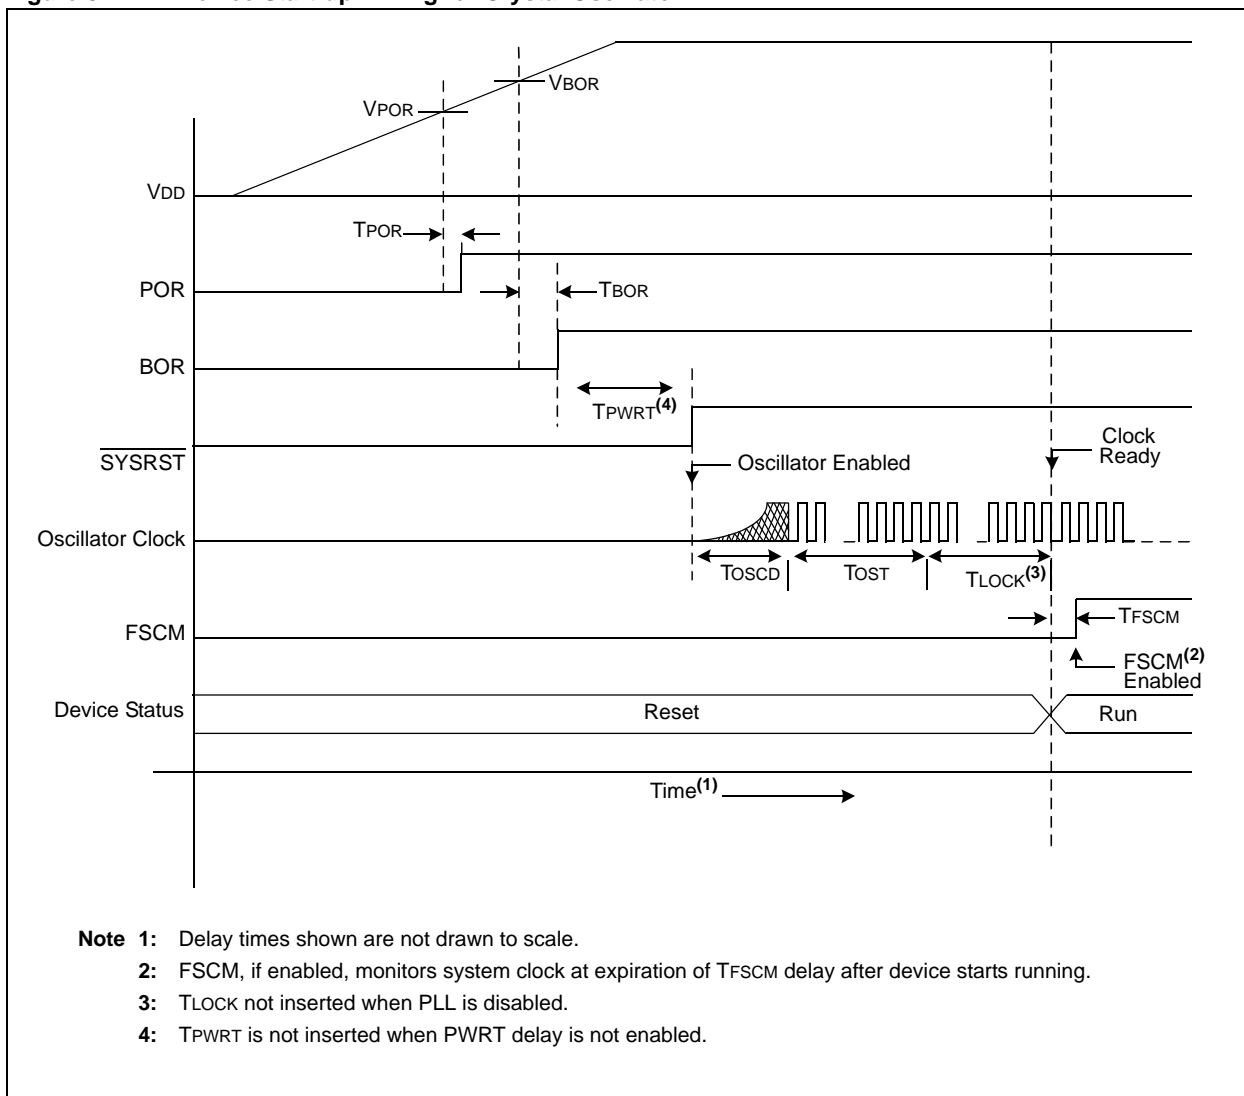 VBOR
VPOR
VDD
TPOR
POR
TBOR
BOR
TPWRT(4)
SYSRST
Clock
Ready
Oscillator Enabled
Oscillator Clock
TOSCD
TOST
TLOCK(3)
TFSCM
FSCM
FSCM(2)
Enabled
Device Status
Reset
Run
Time(1)
Note 1: Delay times shown are not drawn to scale.
2: FSCM, if enabled, monitors system clock at expiration of TFSCM delay after device starts running.
3: TLOCK not inserted when PLL is disabled.
4: TPWRT is not inserted when PWRT delay is not enabled.